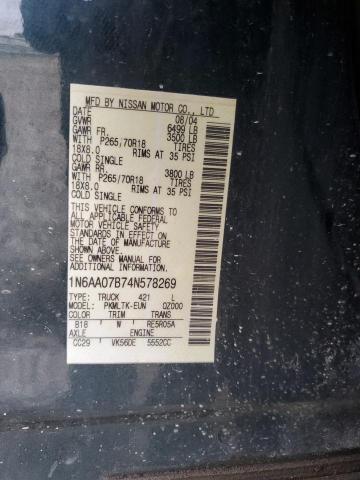 MFD BY NISSAN MOTOR CO., LTD
DATE 08/04
GVWR 6499 LB
GAWR FR. 3500 LB
WITH P265/70R18 TIRES
18X8.0 RIMS AT 35 PSI
COLD SINGLE
GAWR RR. 3800 LB
WITH P265/70R18 TIRES
18X8.0 RIMS AT 35 PSI
COLD SINGLE
THIS VEHICLE CONFORMS TO
ALL APPLICABLE FEDERAL
MOTOR VEHICLE SAFETY
STANDARDS IN EFFECT ON
THE DATE OF MANUFACTURE
SHOWN ABOVE.
SEE OWNERS MANUAL FOR
ADDITIONAL INFORMATION
1N6AA07B74N578269
TYPE: TRUCK 421 L
MODEL: PKMLTK-EUN 0Z000
COLOR TRIM TRANS
B18 W RE5R05A
AXLE ENGINE
CC29 VK56DE 5552CC